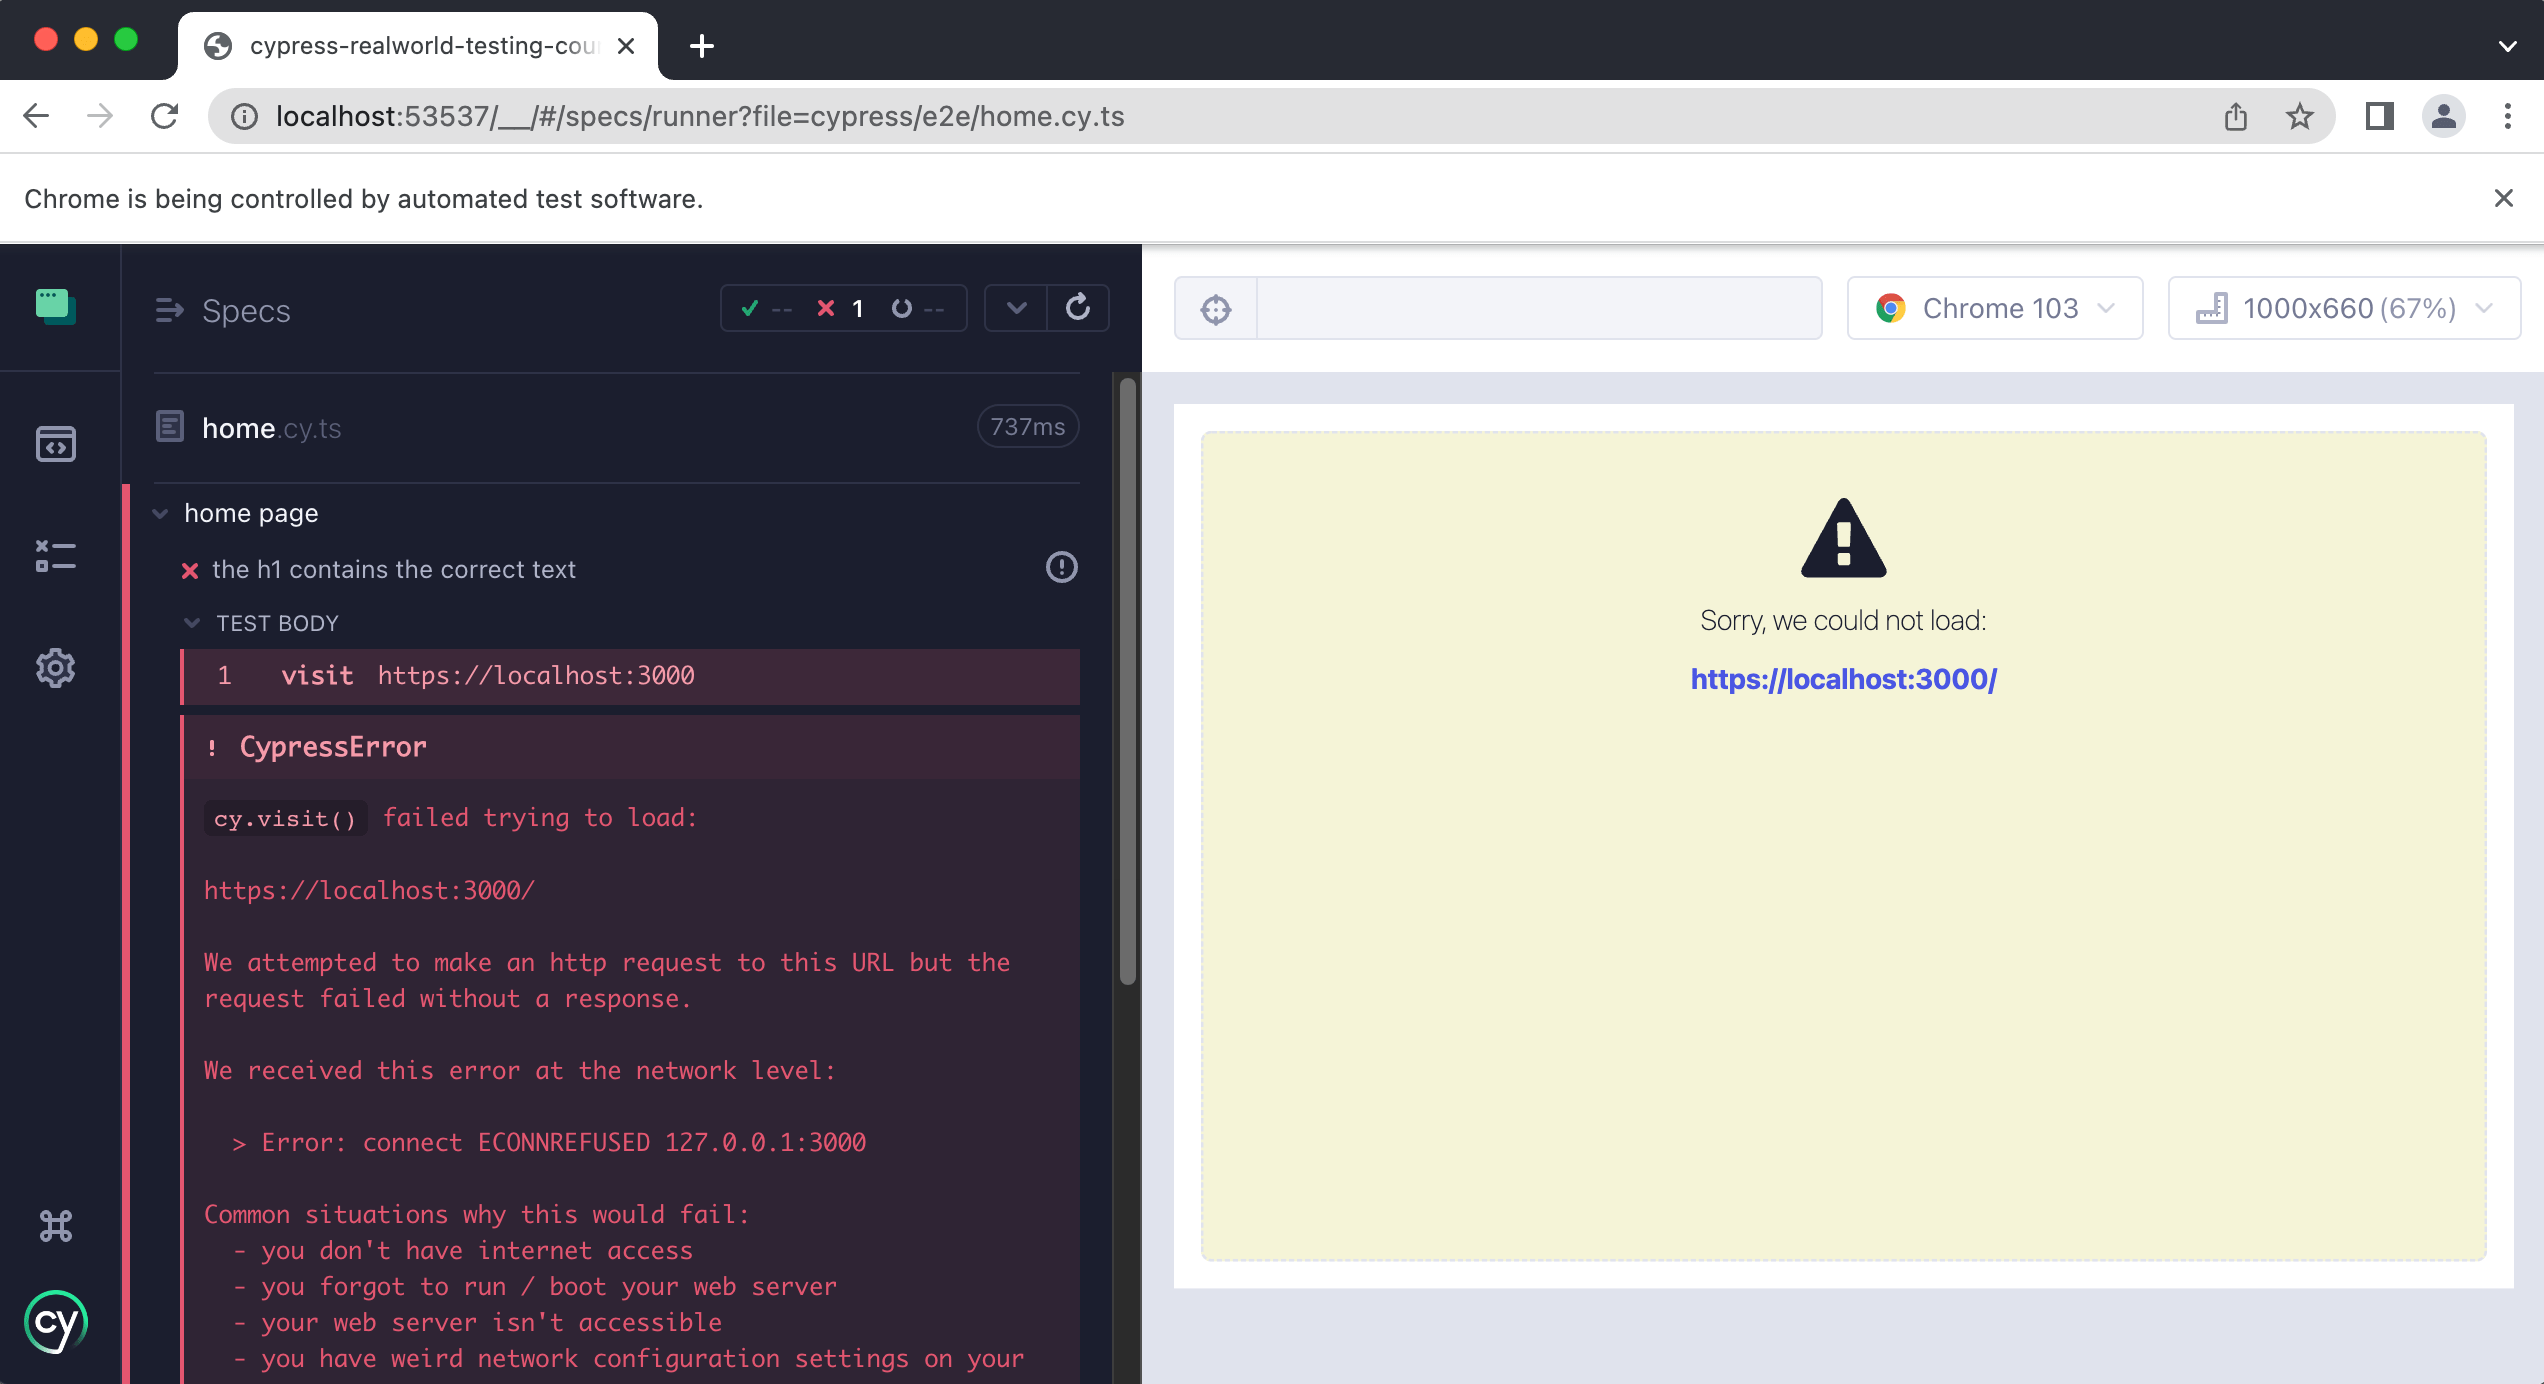 cypress-realworld-testing-cou
localhost:53537/__/#/specs/runner?file=cypress/e2e/home.cy.ts
Chrome is being controlled by automated test software.
Specs
-- 1 --
Chrome 103
1000x660 (67%)
home.cy.ts
737ms
home page
the h1 contains the correct text
TEST BODY
1 visit https://localhost:3000
! CypressError
cy.visit() failed trying to load:
https://localhost:3000/
We attempted to make an http request to this URL but the
request failed without a response.
We received this error at the network level:
> Error: connect ECONNREFUSED 127.0.0.1:3000
Common situations why this would fail:
- you don't have internet access
- you forgot to run / boot your web server
- your web server isn't accessible
- you have weird network configuration settings on your
cy
Sorry, we could not load:
https://localhost:3000/